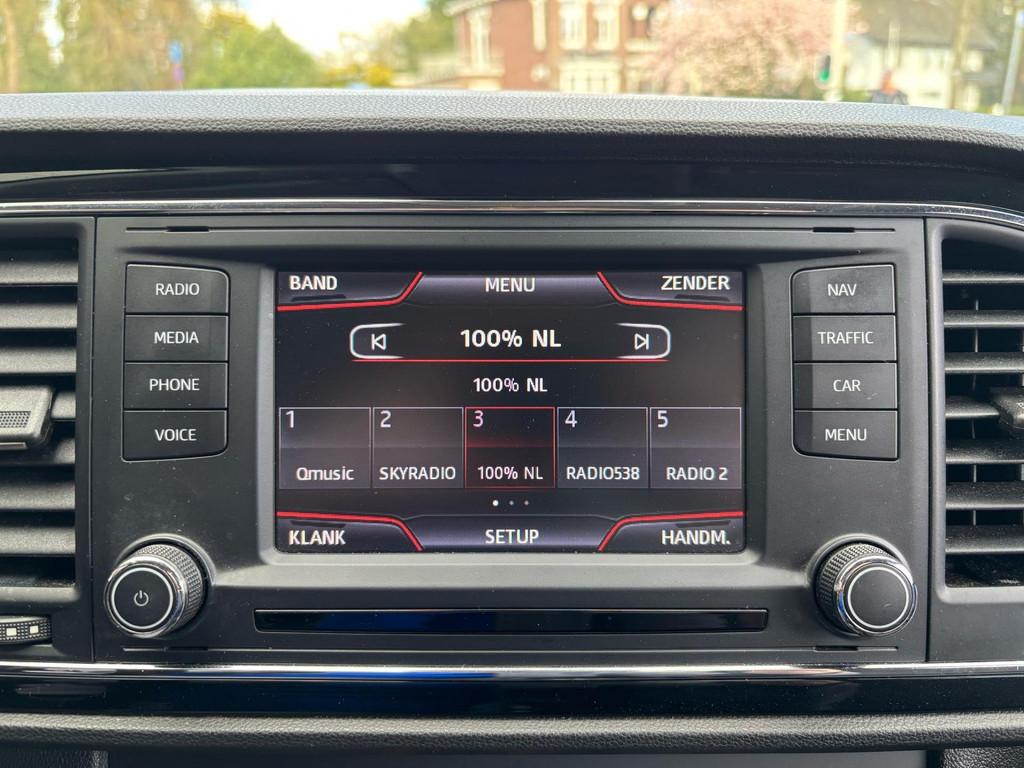 RADIO
MEDIA
PHONE
VOICE
BAND
MENU
ZENDER
100% NL
100% NL
1 2 3 4 5
Qmusic SKYRADIO 100% NL RADIO538 RADIO 2
KLANK
SETUP
HANDM.
NAV
TRAFFIC
CAR
MENU